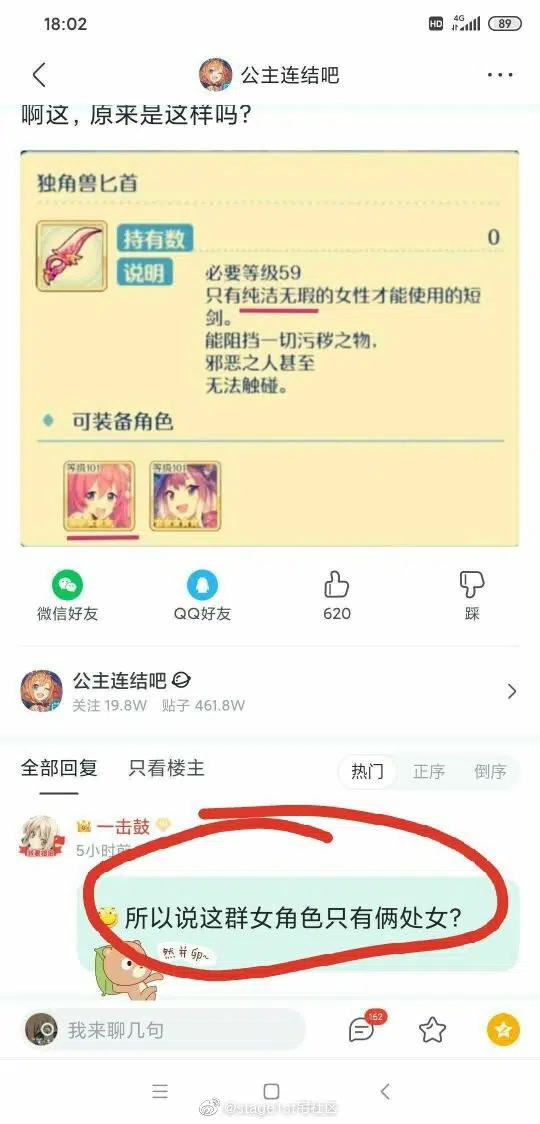 18:02
HD 4G 89
公主连结吧
啊这，原来是这样吗？
独角兽匕首
持有数
0
说明
必要等级59
只有纯洁无瑕的女性才能使用的短
剑。
能阻挡一切污秽之物，
邪恶之人甚至
无法触碰。
可装备角色
等级101
等级101
微信好友
QQ好友
620
踩
公主连结吧
关注 19.8W 贴子 461.8W
全部回复
只看楼主
热门
正序
倒序
一击鼓
5小时前
所以说这群女角色只有俩处女？
然并卵~
我来聊几句
162
@stage1st宅社区